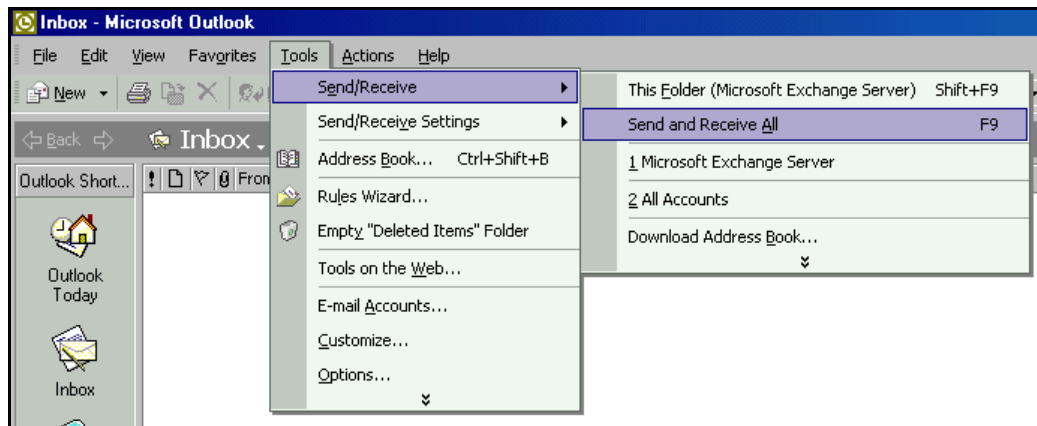 Inbox - Microsoft Outlook
File Edit View Favorites Tools Actions Help
New
Send/Receive
This Folder (Microsoft Exchange Server) Shift+F9
Send/Receive Settings
Send and Receive All F9
Back
Inbox
Address Book... Ctrl+Shift+B
1 Microsoft Exchange Server
Outlook Short...
! Fron
Rules Wizard...
2 All Accounts
Empty "Deleted Items" Folder
Download Address Book...
Outlook
Today
Tools on the Web...
E-mail Accounts...
Customize...
Options...
Inbox